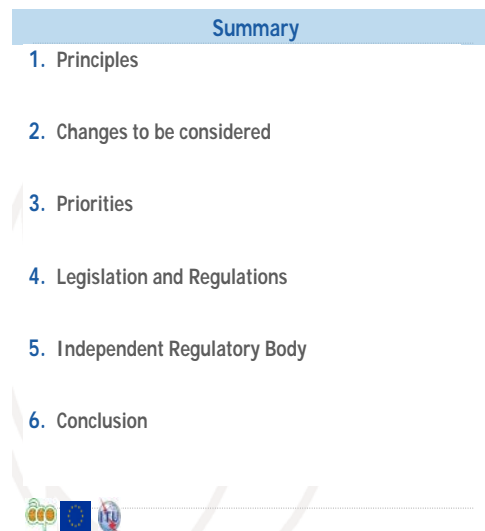 Summary
1. Principles
2. Changes to be considered
3. Priorities
4. Legislation and Regulations
5. Independent Regulatory Body
6. Conclusion
ITU